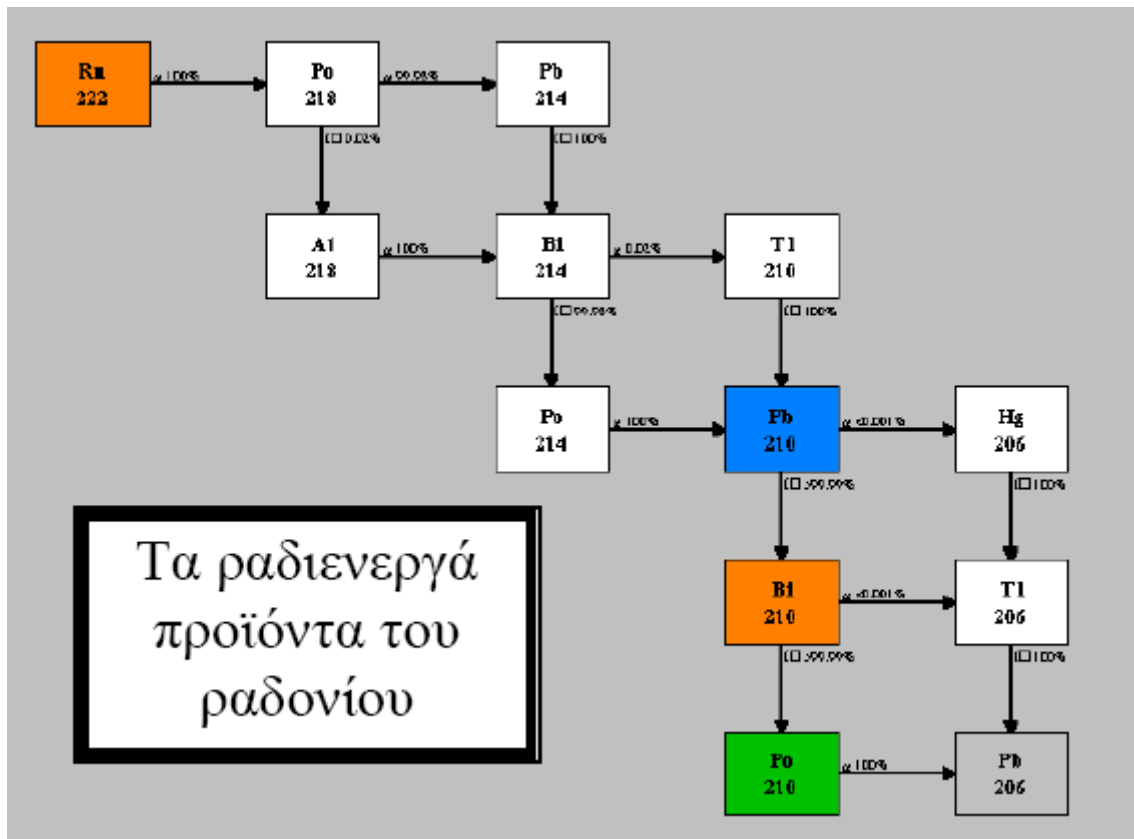 Rn
222
α 100%
Po
218
α 99.98%
Pb
214
0.02%
100%
At
218
α 100%
Bi
214
α 0.02%
Tl
210
99.98%
100%
Po
214
α 100%
Pb
210
α <0.001%
Hg
206
>99.99%
100%
Τα ραδιενεργά
προϊόντα του
ραδονίου
Bi
210
α <0.001%
Tl
206
>99.99%
100%
Po
210
α 100%
Pb
206